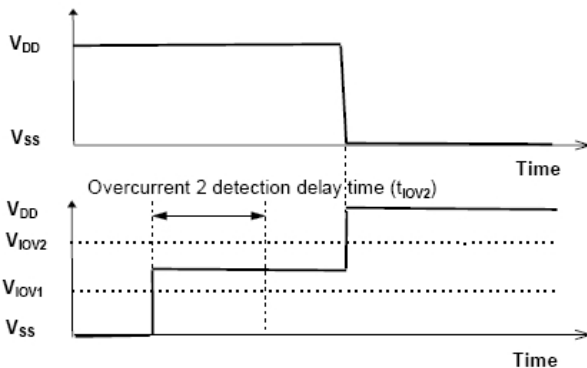 VDD
VSS
Time
Overcurrent 2 detection delay time (tIOV2)
VDD
VIOV2
VIOV1
VSS
Time